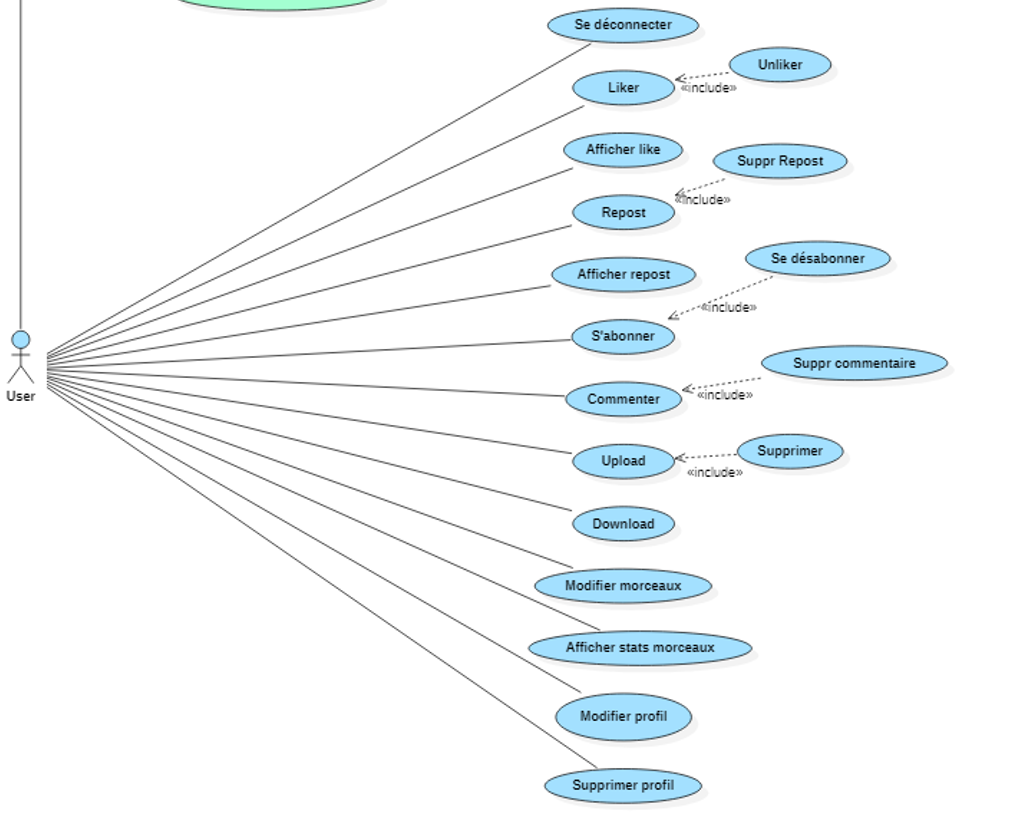 Se déconnecter
Unliker
Liker
«include»
Afficher like
Suppr Repost
«include»
Repost
Se désabonner
Afficher repost
«include»
S'abonner
Suppr commentaire
User
Commenter
«include»
Supprimer
Upload
«include»
Download
Modifier morceaux
Afficher stats morceaux
Modifier profil
Supprimer profil